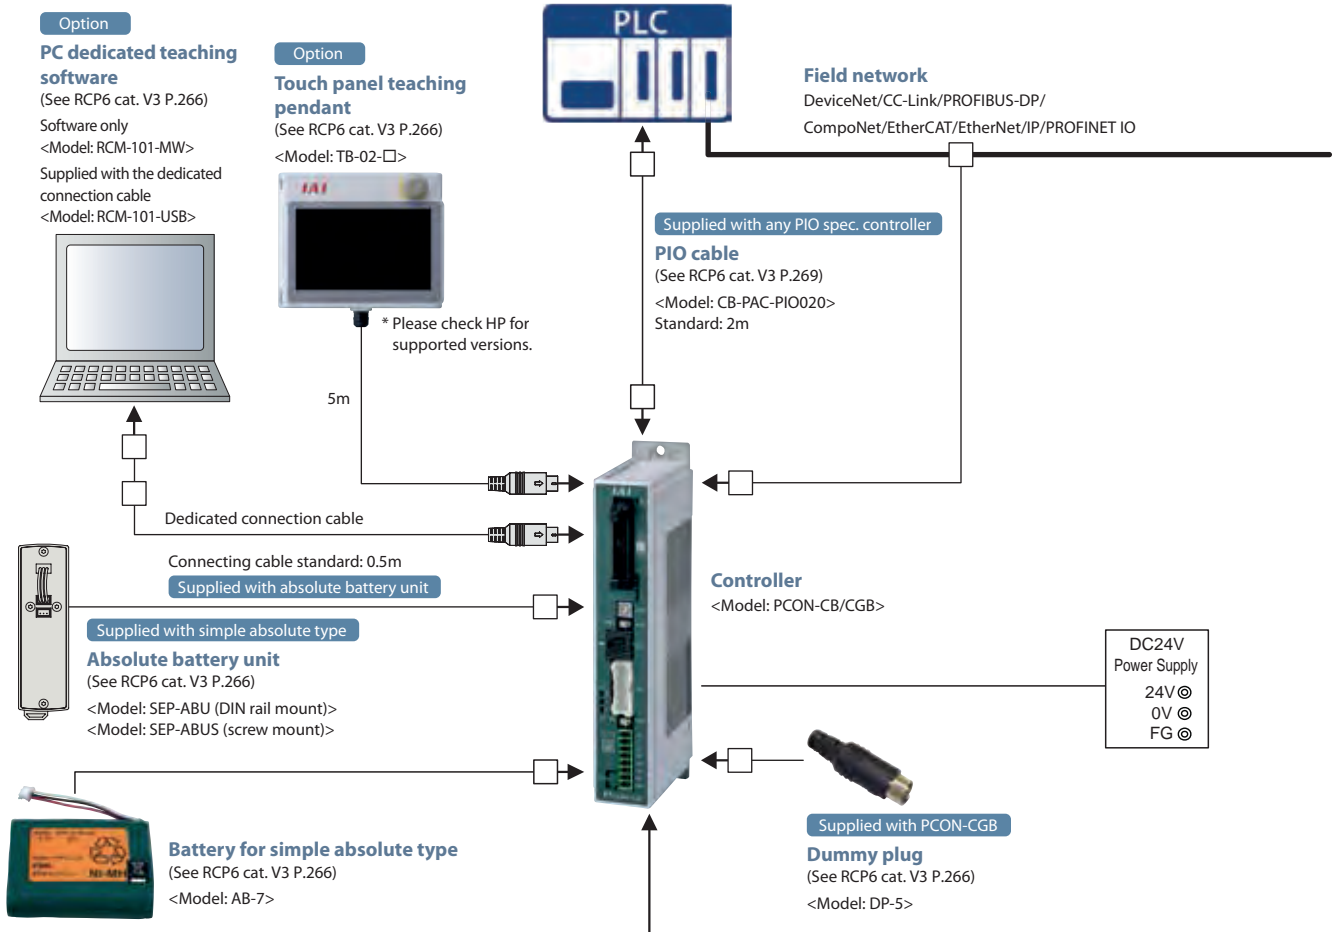 Option
PC dedicated teaching
software
(See RCP6 cat. V3 P.266)
Software only
<Model: RCM-101-MW>
Supplied with the dedicated
connection cable
<Model: RCM-101-USB>
Option
Touch panel teaching
pendant
(See RCP6 cat. V3 P.266)
<Model: TB-02-□>
IAI
* Please check HP for
supported versions.
5m
PLC
Field network
DeviceNet/CC-Link/PROFIBUS-DP/
CompoNet/EtherCAT/EtherNet/IP/PROFINET IO
Supplied with any PIO spec. controller
PIO cable
(See RCP6 cat. V3 P.269)
<Model: CB-PAC-PIO020>
Standard: 2m
Dedicated connection cable
Connecting cable standard: 0.5m
Supplied with absolute battery unit
Supplied with simple absolute type
Absolute battery unit
(See RCP6 cat. V3 P.266)
<Model: SEP-ABU (DIN rail mount)>
<Model: SEP-ABUS (screw mount)>
IAI
Controller
<Model: PCON-CB/CGB>
DC24V
Power Supply
24V
0V
FG
Ni-MH
Battery for simple absolute type
(See RCP6 cat. V3 P.266)
<Model: AB-7>
Supplied with PCON-CGB
Dummy plug
(See RCP6 cat. V3 P.266)
<Model: DP-5>